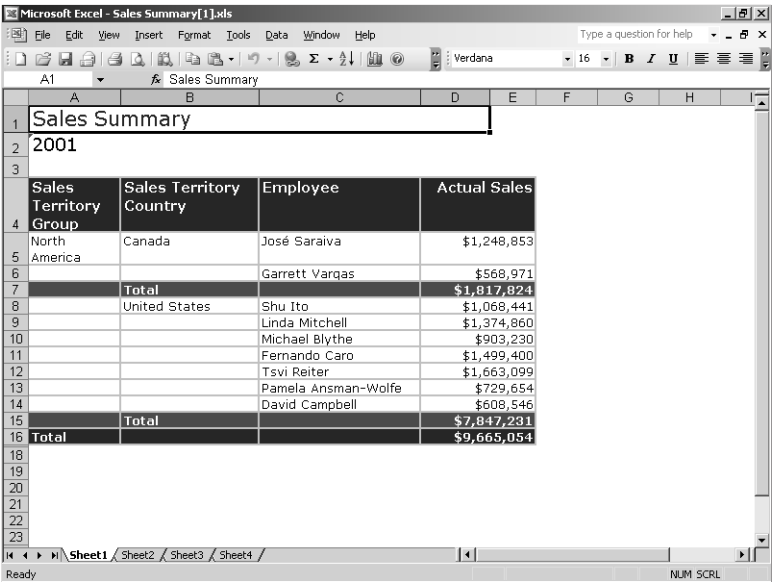 Microsoft Excel - Sales Summary[1].xls
File Edit View Insert Format Tools Data Window Help Type a question for help
Verdana 16 B I U
A1 fx Sales Summary
A B C D E F G H I
1 Sales Summary
2 2001
3
4 Sales Territory Group Sales Territory Country Employee Actual Sales
5 North America Canada José Saraiva $1,248,853
6 Garrett Vargas $568,971
7 Total $1,817,824
8 United States Shu Ito $1,068,441
9 Linda Mitchell $1,374,860
10 Michael Blythe $903,230
11 Fernando Caro $1,499,400
12 Tsvi Reiter $1,663,099
13 Pamela Ansman-Wolfe $729,654
14 David Campbell $608,546
15 Total $7,847,231
16 Total $9,665,054
18
19
20
21
22
23
Sheet1 Sheet2 Sheet3 Sheet4
Ready NUM SCRL